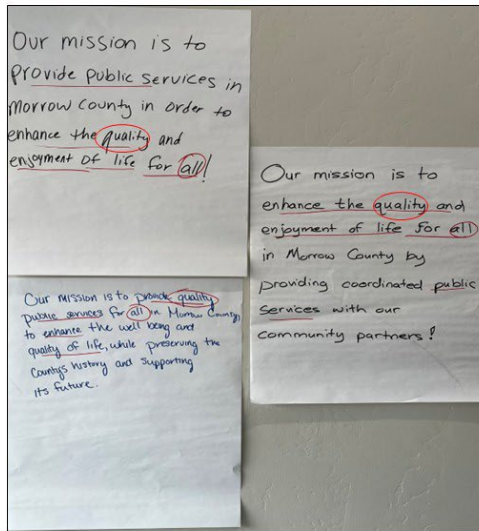 Our mission is to
provide public services in
Morrow County in order to
enhance the quality and
enjoyment of life for all!
Our mission is to provide quality
public services for all in Morrow County,
to enhance the well being and
quality of life, while preserving the
County's history and supporting
its future.
Our mission is to
enhance the quality and
enjoyment of life for all
in Morrow County by
providing coordinated public
services with our
community partners!